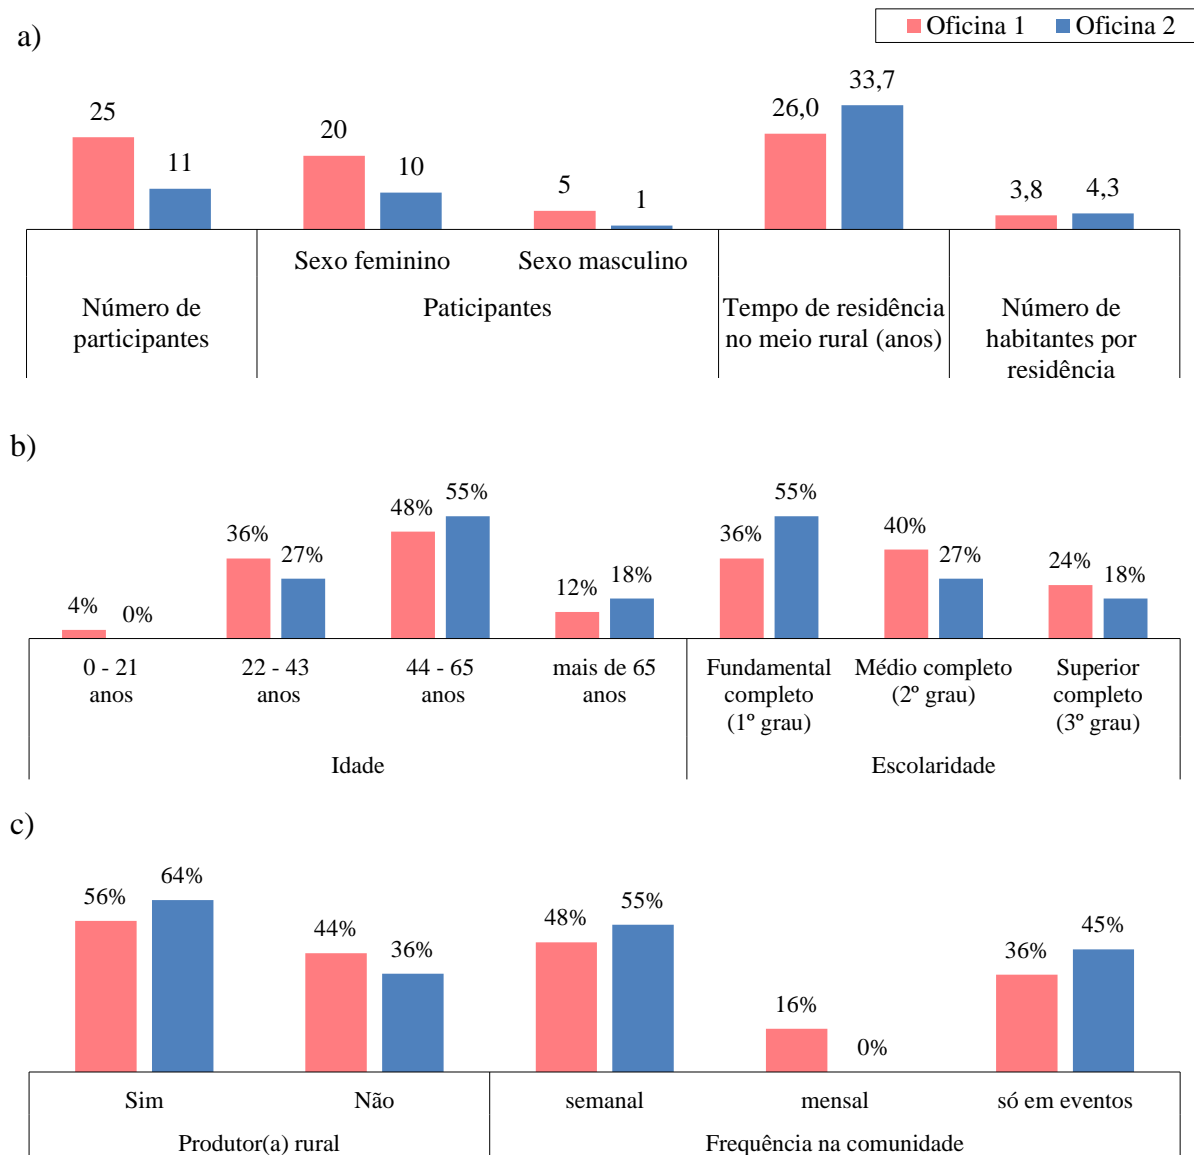 a)
Oficina 1 Oficina 2
25 11 20 10 5 1 26,0 33,7 3,8 4,3
Sexo feminino Sexo masculino
Número de participantes
Paticipantes
Tempo de residência
no meio rural (anos)
Número de
habitantes por
residência
b)
4% 0% 36% 27% 48% 55% 12% 18% 36% 55% 40% 27% 24% 18%
0 - 21
anos
22 - 43
anos
44 - 65
anos
mais de 65
anos
Fundamental
completo
(1º grau)
Médio completo
(2º grau)
Superior
completo
(3º grau)
Idade
Escolaridade
c)
56% 64% 44% 36% 48% 55% 16% 0% 36% 45%
Sim Não semanal mensal só em eventos
Produtor(a) rural Frequência na comunidade